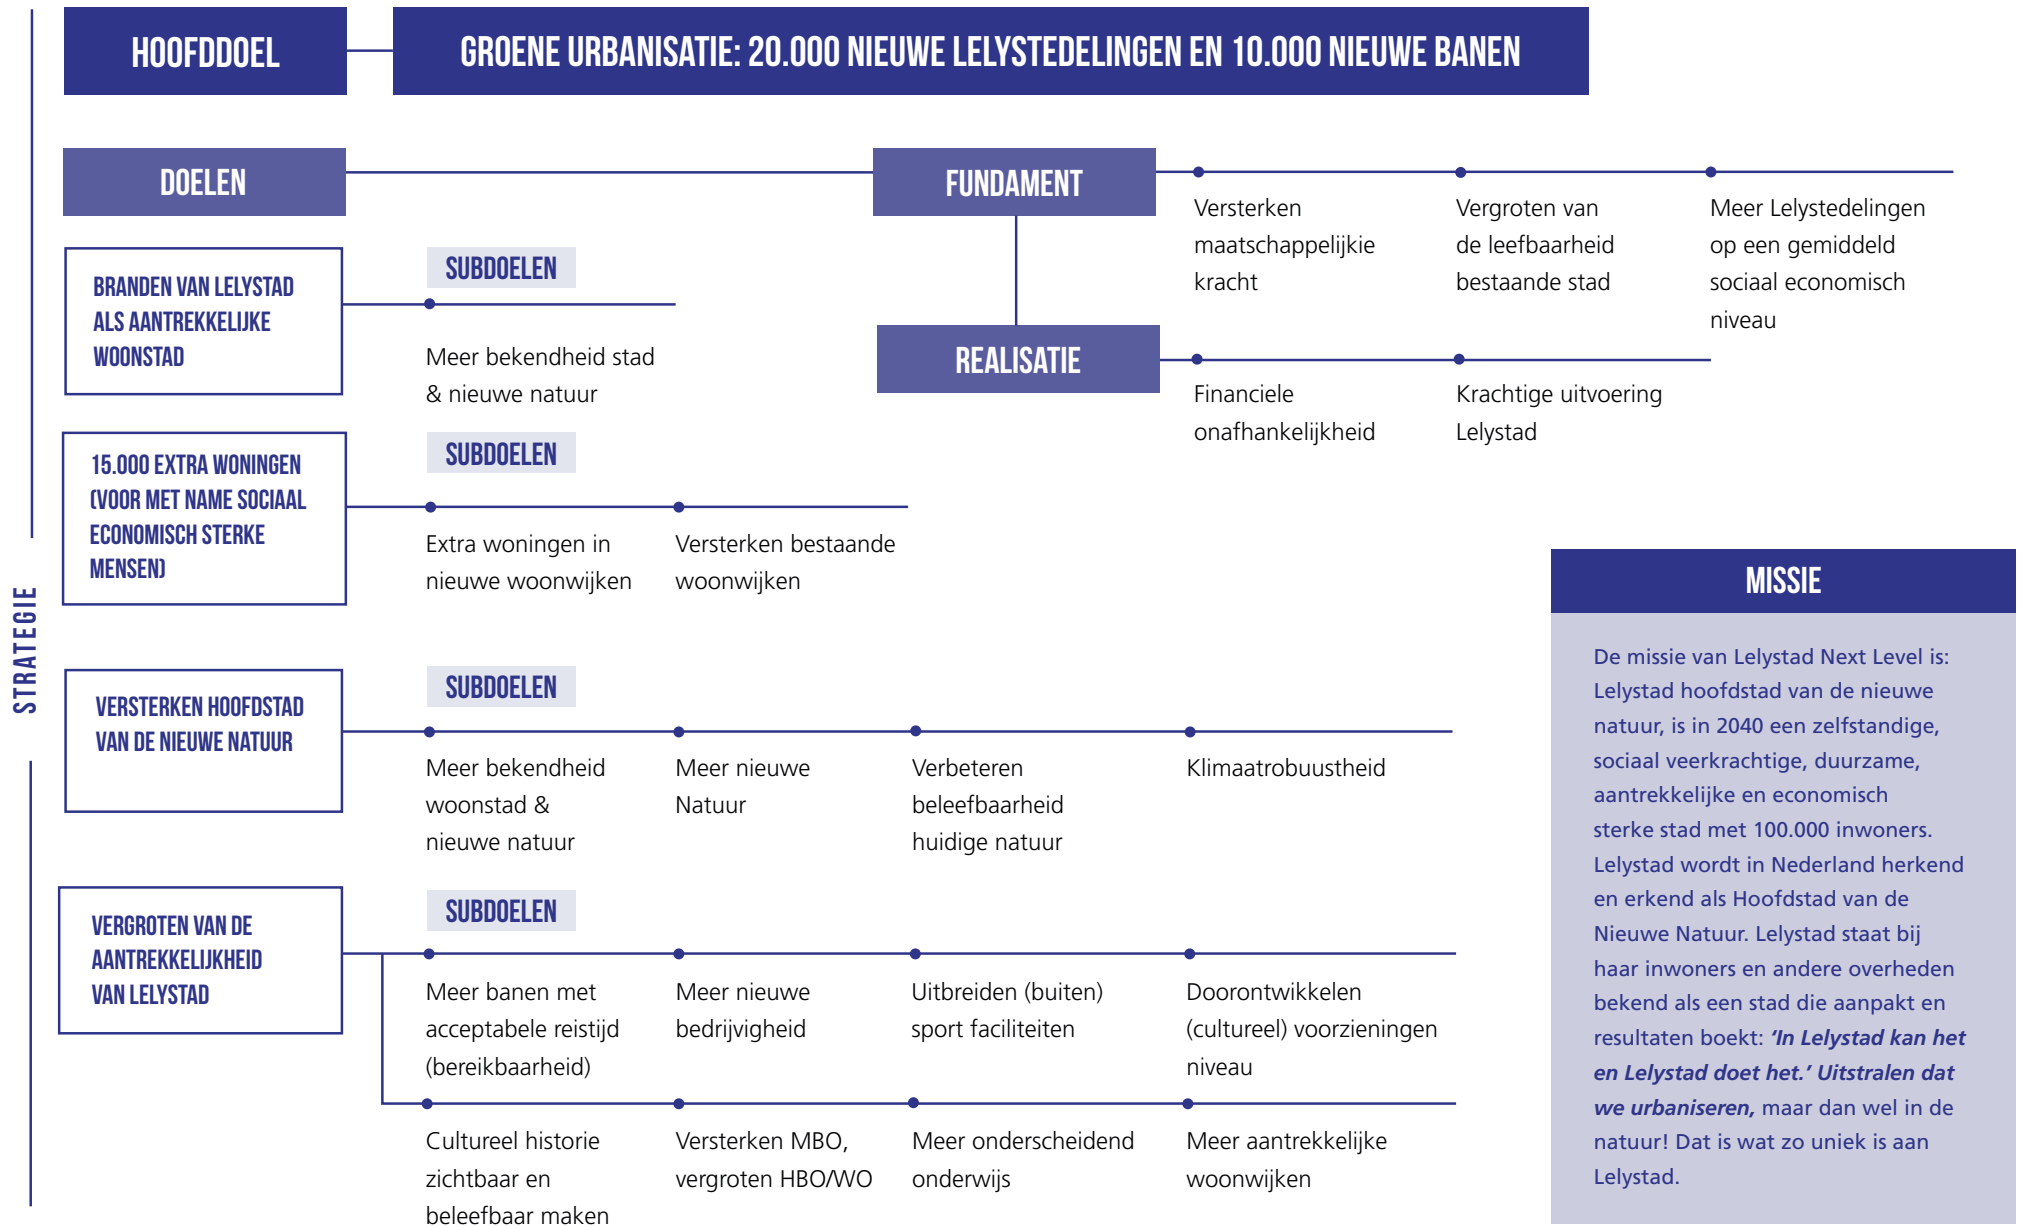 HOOFDDOEL
GROENE URBANISATIE: 20.000 NIEUWE LELYSTEDELINGEN EN 10.000 NIEUWE BANEN
STRATEGIE
DOELEN
FUNDAMENT
Versterken
maatschappelijkie
kracht
Vergroten van
de leefbaarheid
bestaande stad
Meer Lelystedelingen
op een gemiddeld
sociaal economisch
niveau
REALISATIE
Financiele
onafhankelijkheid
Krachtige uitvoering
Lelystad
BRANDEN VAN LELYSTAD
ALS AANTREKKELIJKE
WOONSTAD
SUBDOELEN
Meer bekendheid stad
& nieuwe natuur
15.000 EXTRA WONINGEN
(VOOR MET NAME SOCIAAL
ECONOMISCH STERKE
MENSEN)
SUBDOELEN
Extra woningen in
nieuwe woonwijken
Versterken bestaande
woonwijken
VERSTERKEN HOOFDSTAD
VAN DE NIEUWE NATUUR
SUBDOELEN
Meer bekendheid
woonstad &
nieuwe natuur
Meer nieuwe
Natuur
Verbeteren
beleefbaarheid
huidige natuur
Klimaatrobuustheid
VERGROTEN VAN DE
AANTREKKELIJKHEID
VAN LELYSTAD
SUBDOELEN
Meer banen met
acceptabele reistijd
(bereikbaarheid)
Meer nieuwe
bedrijvigheid
Uitbreiden (buiten)
sport faciliteiten
Doorontwikkelen
(cultureel) voorzieningen
niveau
Cultureel historie
zichtbaar en
beleefbaar maken
Versterken MBO,
vergroten HBO/WO
Meer onderscheidend
onderwijs
Meer aantrekkelijke
woonwijken
MISSIE
De missie van Lelystad Next Level is:
Lelystad hoofdstad van de nieuwe
natuur, is in 2040 een zelfstandige,
sociaal veerkrachtige, duurzame,
aantrekkelijke en economisch
sterke stad met 100.000 inwoners.
Lelystad wordt in Nederland herkend
en erkend als Hoofdstad van de
Nieuwe Natuur. Lelystad staat bij
haar inwoners en andere overheden
bekend als een stad die aanpakt en
resultaten boekt: ‘In Lelystad kan het
en Lelystad doet het.’ Uitstralen dat
we urbaniseren, maar dan wel in de
natuur! Dat is wat zo uniek is aan
Lelystad.